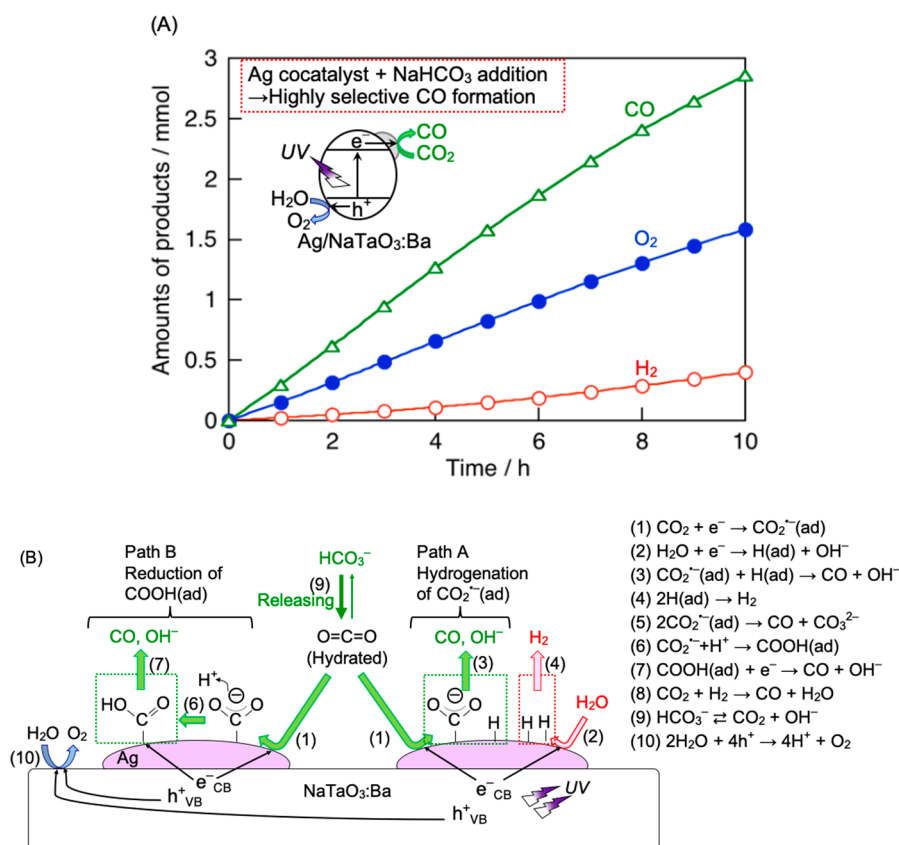 (A)
Ag cocatalyst + NaHCO₃ addition
→Highly selective CO formation
Amounts of products / mmol
3
2.5
2
1.5
1
0.5
0
0
2
4
6
8
10
Time / h
CO
O₂
H₂
UV
e⁻
CO
CO₂
H₂O
O₂
h⁺
Ag/NaTaO₃:Ba
(B)
Path B
Reduction of
COOH(ad)
HCO₃⁻
(9)
Releasing
Path A
Hydrogenation
of CO₂•⁻(ad)
CO, OH⁻
(7)
O=C=O
(Hydrated)
CO, OH⁻
(3)
H₂
(4)
HO
O
C
(6)
H⁺
⊖
O
O
C
(1)
(1)
⊖
O
O
C
H
H
H
H₂O
(2)
H₂O
O₂
(10)
Ag
e⁻CB
h⁺VB
NaTaO₃:Ba
e⁻CB
h⁺VB
UV
(1) CO₂ + e⁻ → CO₂•⁻(ad)
(2) H₂O + e⁻ → H(ad) + OH⁻
(3) CO₂•⁻(ad) + H(ad) → CO + OH⁻
(4) 2H(ad) → H₂
(5) 2CO₂•⁻(ad) → CO + CO₃²⁻
(6) CO₂•⁻+H⁺ → COOH(ad)
(7) COOH(ad) + e⁻ → CO + OH⁻
(8) CO₂ + H₂ → CO + H₂O
(9) HCO₃⁻ ⇌ CO₂ + OH⁻
(10) 2H₂O + 4h⁺ → 4H⁺ + O₂